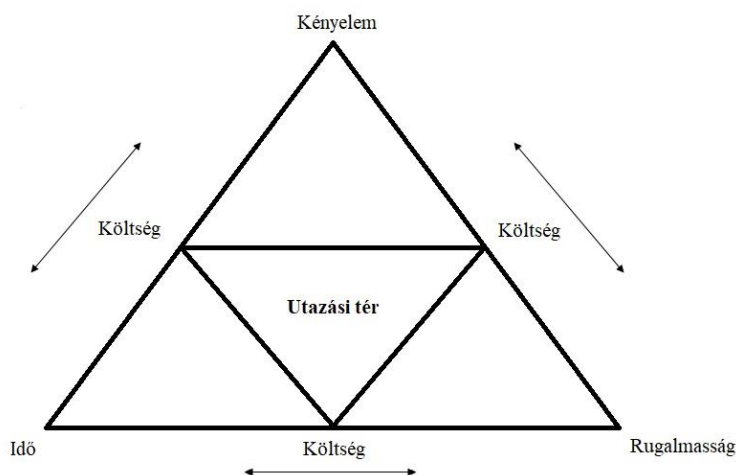 Kényelem
Költség
Költség
Utazási tér
Idő
Költség
Rugalmasság